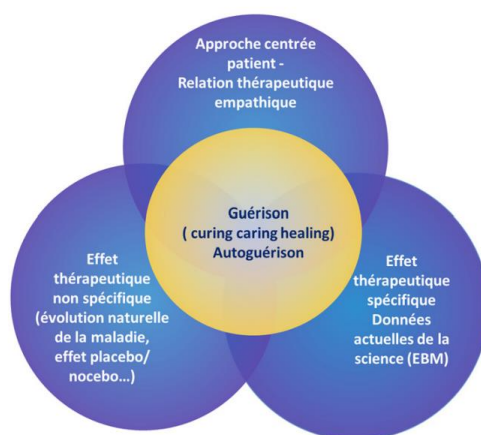 Approche centrée
patient -
Relation thérapeutique
empathique
Guérison
( curing caring healing)
Autoguérison
Effet
thérapeutique
non spécifique
(évolution naturelle
de la maladie,
effet placebo/
nocebo...)
Effet
thérapeutique
spécifique
Données
actuelles de la
science (EBM)